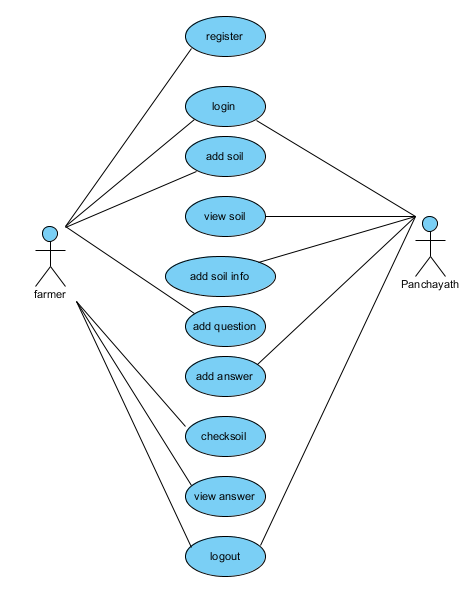 register
login
add soil
view soil
add soil info
farmer
Panchayath
add question
add answer
checksoil
view answer
logout